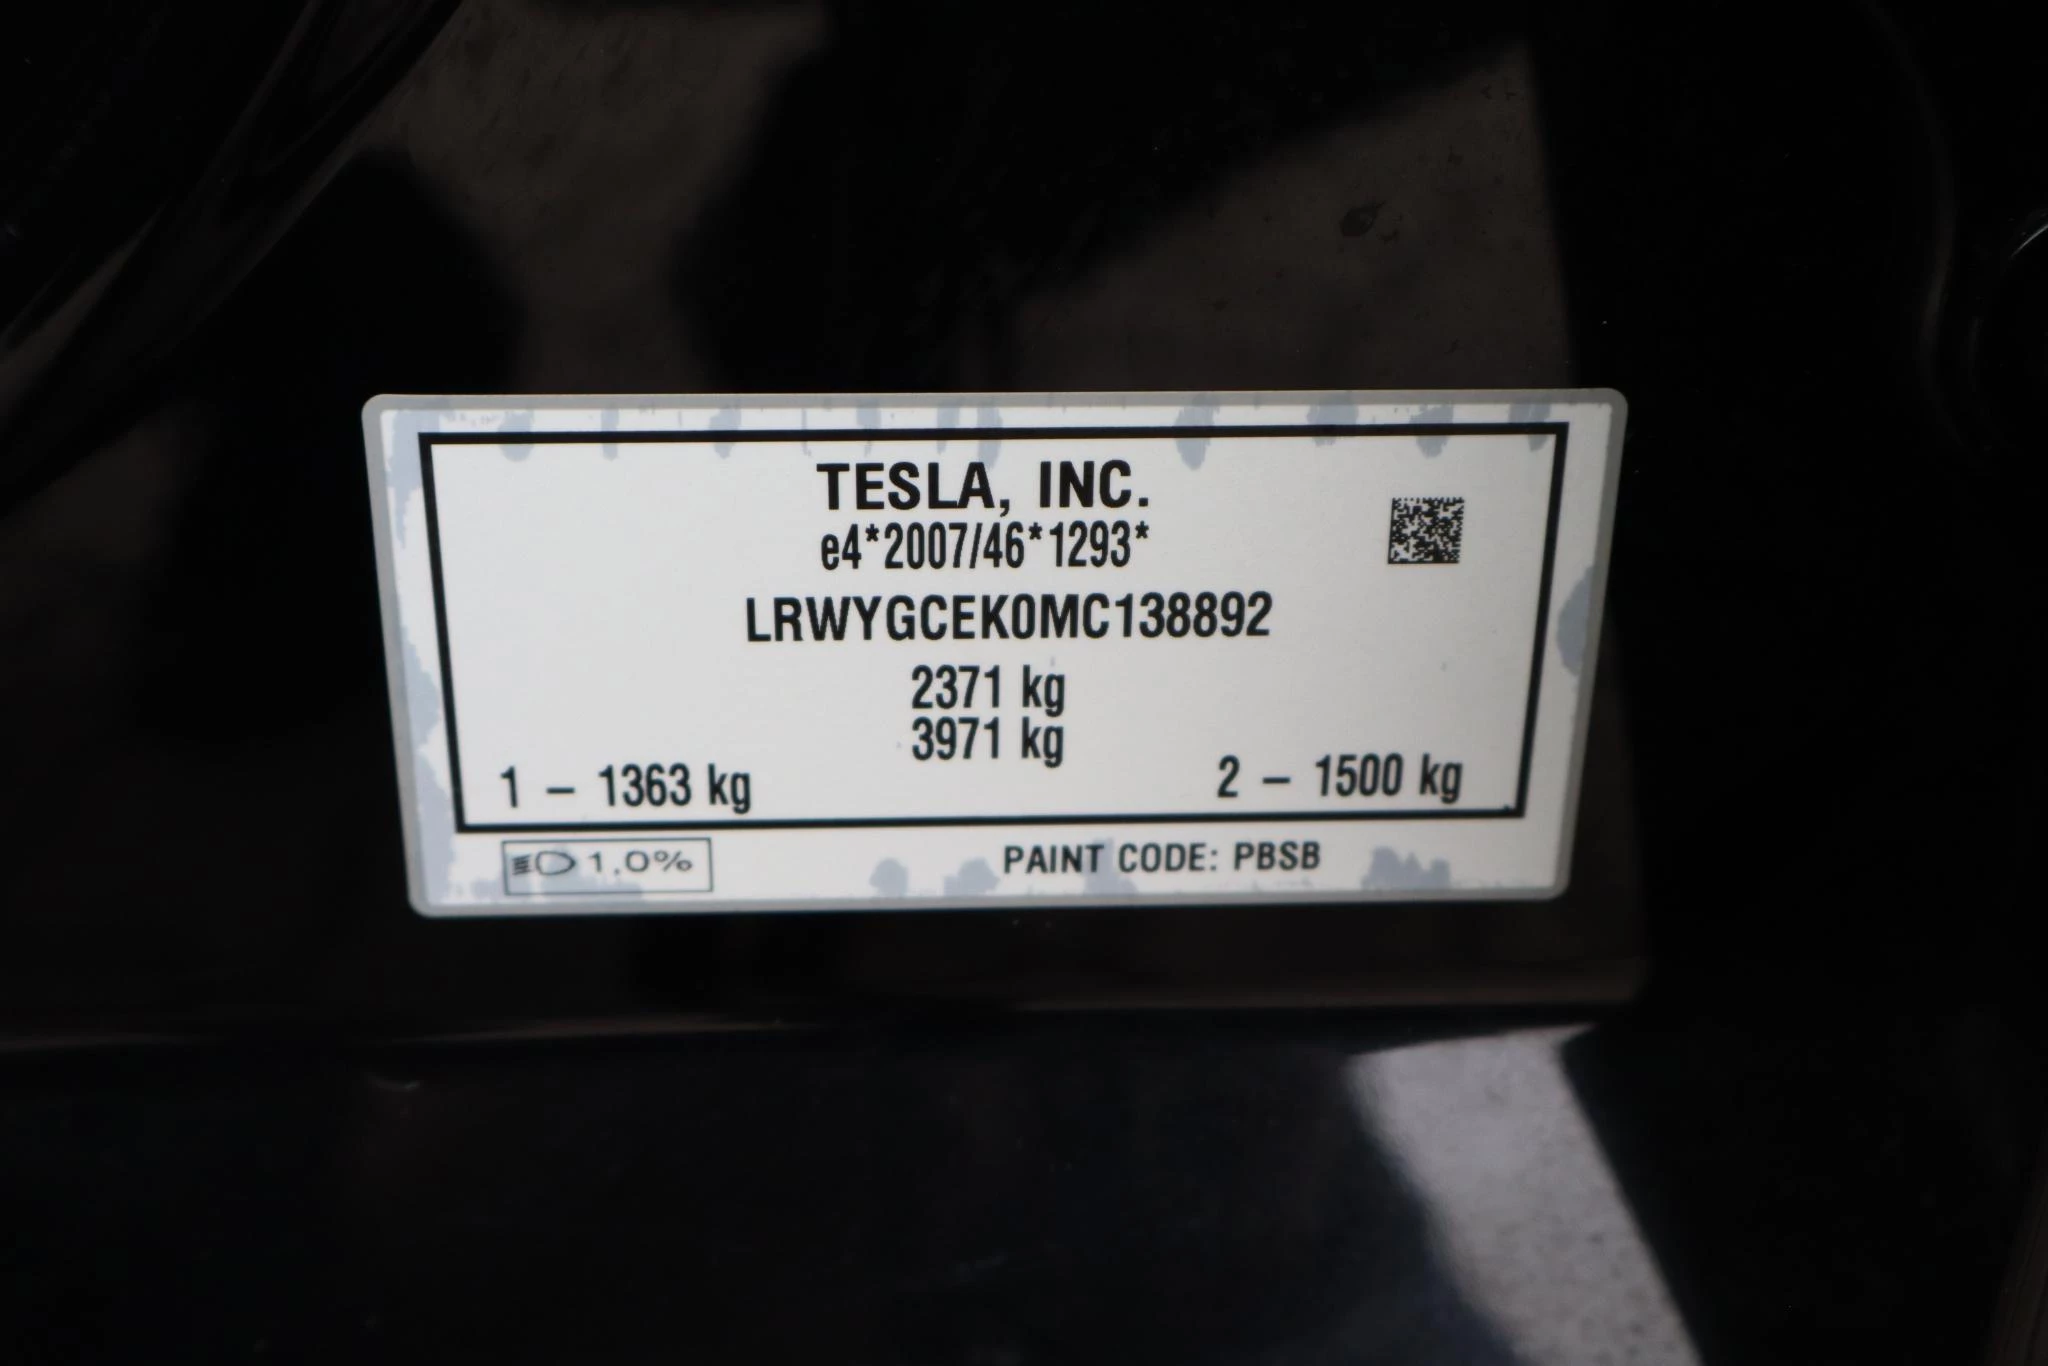 TESLA, INC.
e4*2007/46*1293*
LRWYGCEK0MC138892
2371 kg
3971 kg
1 – 1363 kg
2 – 1500 kg
1,0%
PAINT CODE: PBSB